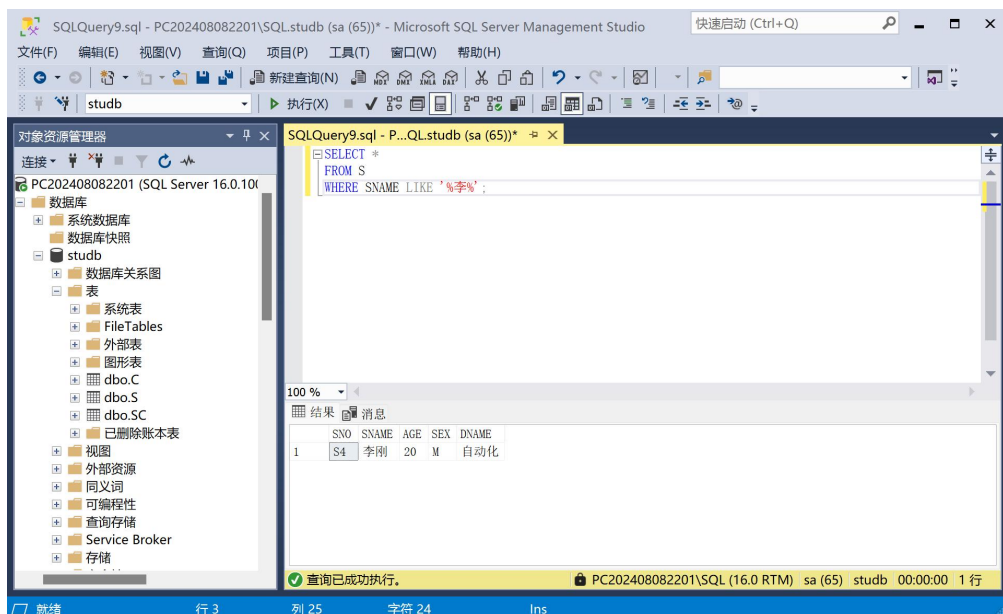 SQLQuery9.sql - PC202408082201\SQL.studb (sa (65))* - Microsoft SQL Server Management Studio
快速启动 (Ctrl+Q)
文件(F) 编辑(E) 视图(V) 查询(Q) 项目(P) 工具(T) 窗口(W) 帮助(H)
新建查询(N) MDX DMX XMLA DAX
studb 执行(X)
对象资源管理器
SQLQuery9.sql - P...QL.studb (sa (65))*
连接
SELECT *
FROM S
WHERE SNAME LIKE '%李%';
PC202408082201 (SQL Server 16.0.10(
数据库
系统数据库
数据库快照
studb
数据库关系图
表
系统表
FileTables
外部表
图形表
dbo.C
dbo.S
dbo.SC
已删除账本表
视图
外部资源
同义词
可编程性
查询存储
Service Broker
存储
100 %
结果 消息
SNO SNAME AGE SEX DNAME
1 S4 李刚 20 M 自动化
查询已成功执行。
PC202408082201\SQL (16.0 RTM) sa (65) studb 00:00:00 1 行
就绪 行 3 列 25 字符 24 Ins